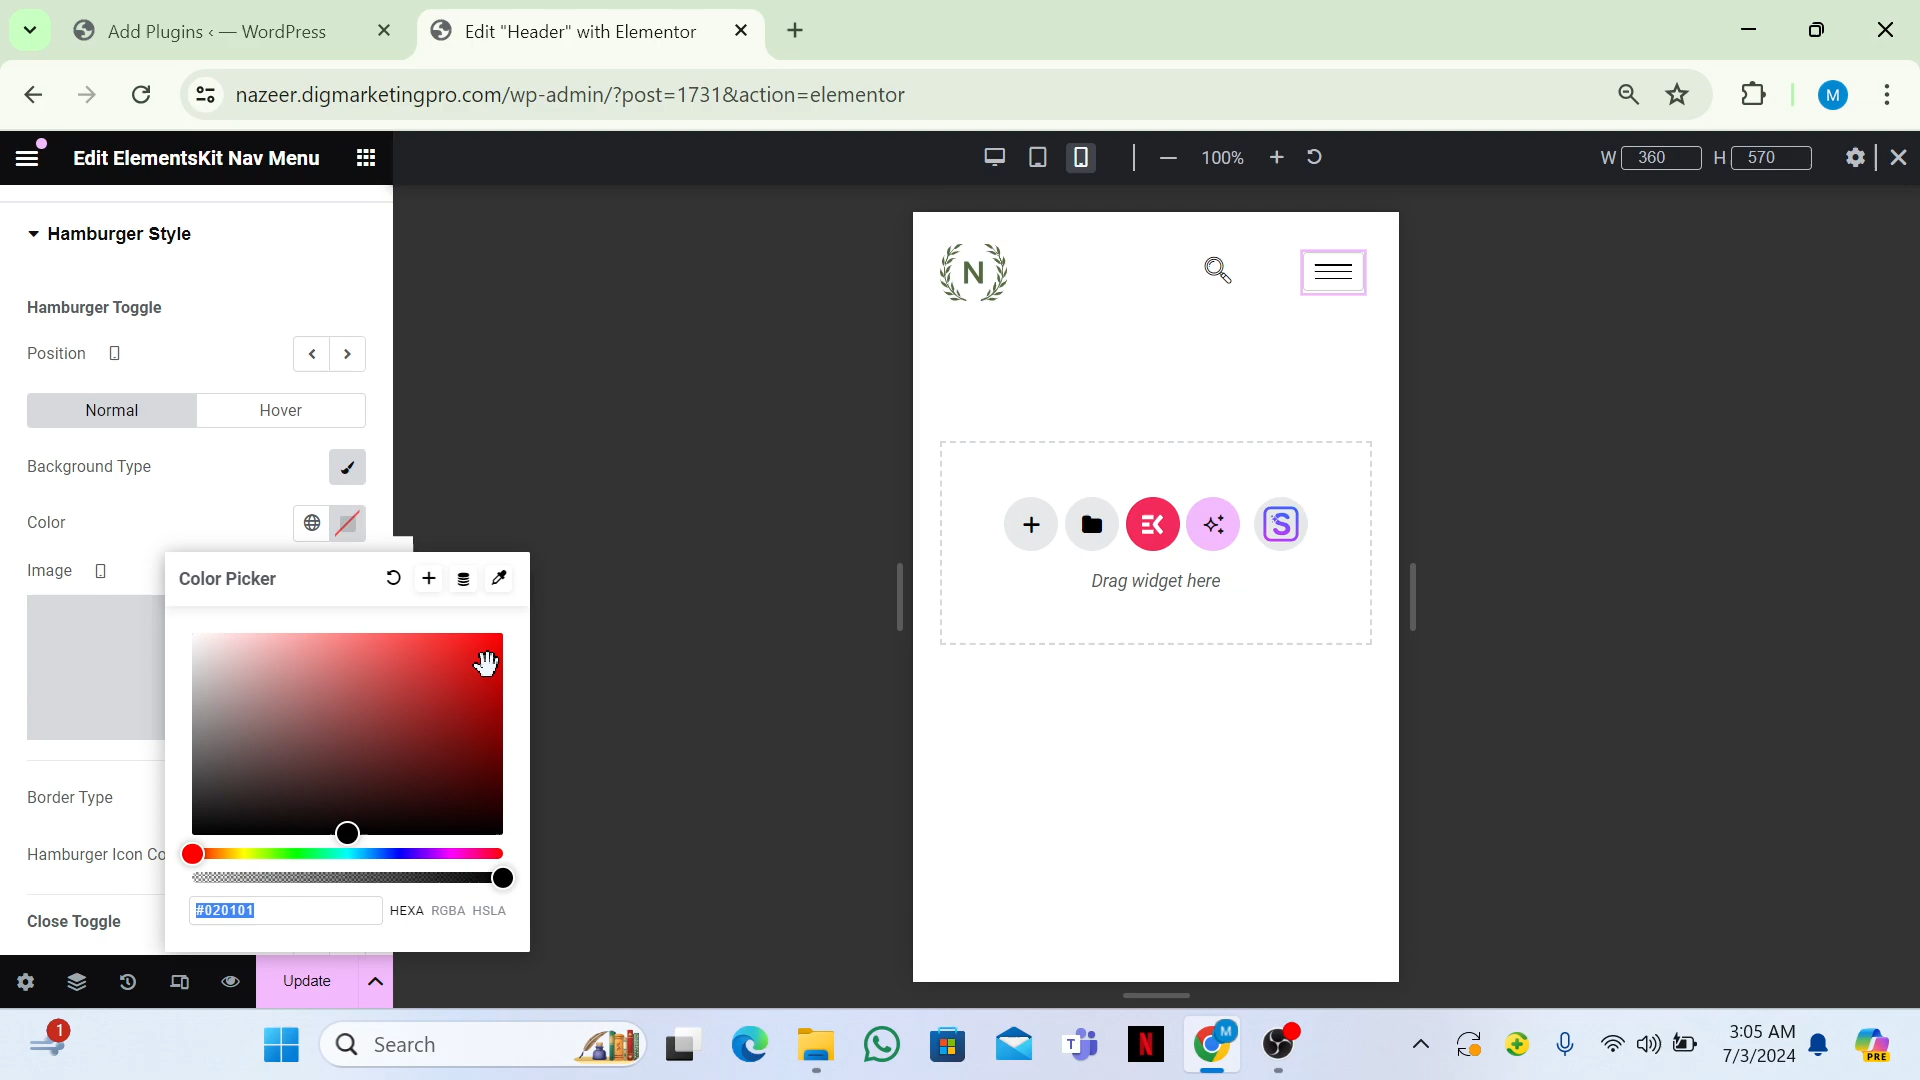 Add Plugins ‹ — WordPress
Edit "Header" with Elementor
nazeer.digmarketingpro.com/wp-admin/?post=1731&action=elementor
M
Edit ElementsKit Nav Menu
100%
W 360 H 570
Hamburger Style
Hamburger Toggle
Position
Normal Hover
Background Type
Color
Image
Color Picker
Border Type
Hamburger Icon Co
#020101 HEXA RGBA HSLA
Close Toggle
Update
N
S
Drag widget here
1
Search
T
N
M
3:05 AM
7/3/2024
PRE